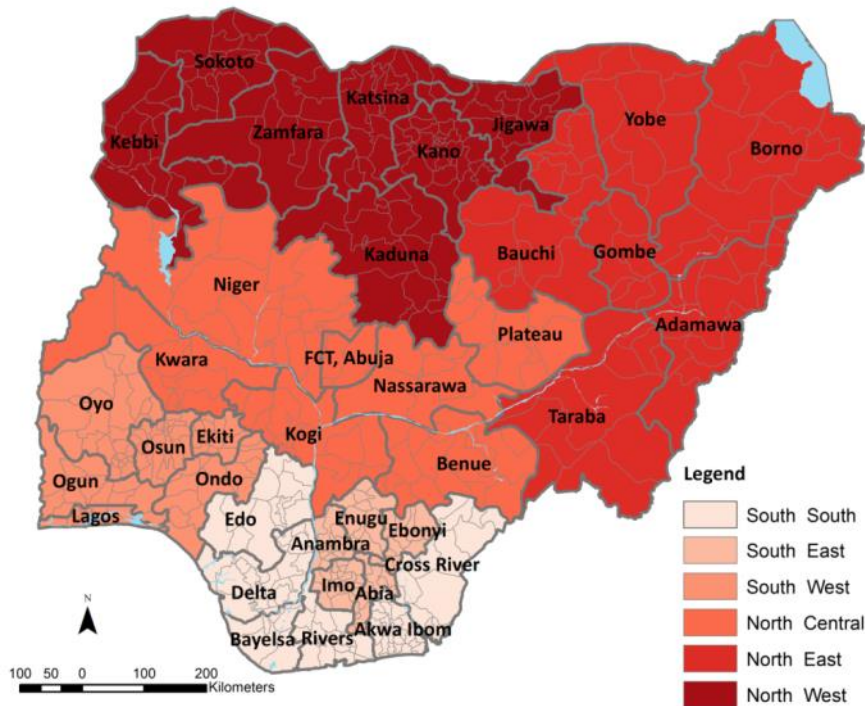 Sokoto
Katsina
Jigawa
Yobe
Kebbi
Zamfara
Kano
Borno
Kaduna
Bauchi
Gombe
Niger
Adamawa
Plateau
Kwara
FCT, Abuja
Nassarawa
Oyo
Taraba
Osun
Ekiti
Kogi
Benue
Ogun
Ondo
Lagos
Edo
Enugu
Ebonyi
Anambra
Cross River
Delta
Imo
Abia
Bayelsa
Rivers
Akwa Ibom
Legend
South South
South East
South West
North Central
North East
North West
N
100 50 0 100 200
Kilometers